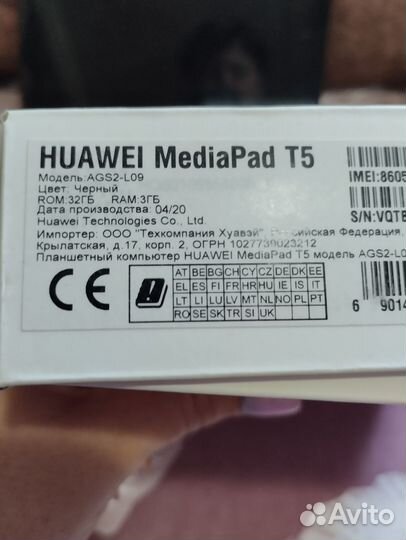 HUAWEI MediaPad T5
Модель: AGS2-L09
Цвет: Черный
ROM:32ГБ RAM:3ГБ
Дата производства: 04/20
Huawei Technologies Co., Ltd.
Импортер: ООО "Техкомпания Хуавэй", Российская Федерация,
Крылатская, д.17, корп. 2, ОГРН 1027739023212
Планшетный компьютер HUAWEI MediaPad T5 модель AGS2-L0
IMEI:8605
S/N:VQTE
CE
AT BE BG CH CY CZ DE DK EE
EL ES FI FR HR HU IE IS IT
LT LI LU LV MT NL NO PL PT
RO SE SK TR SI UK
6 9014
Avito